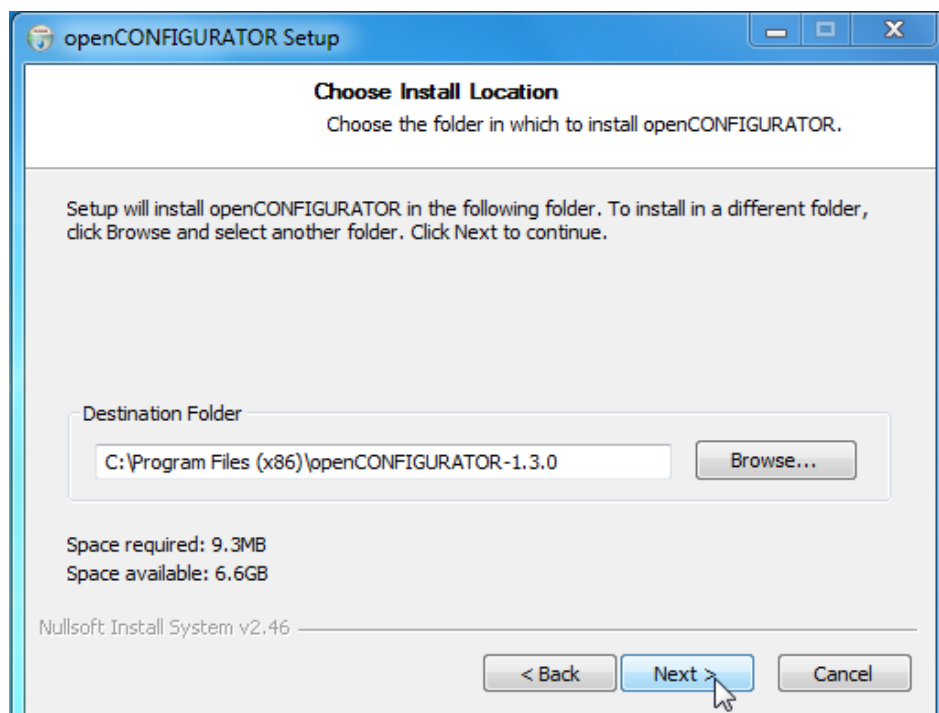 openCONFIGURATOR Setup
Choose Install Location
Choose the folder in which to install openCONFIGURATOR.
Setup will install openCONFIGURATOR in the following folder. To install in a different folder,
click Browse and select another folder. Click Next to continue.
Destination Folder
C:\Program Files (x86)\openCONFIGURATOR-1.3.0
Browse...
Space required: 9.3MB
Space available: 6.6GB
Nullsoft Install System v2.46
< Back
Next >
Cancel